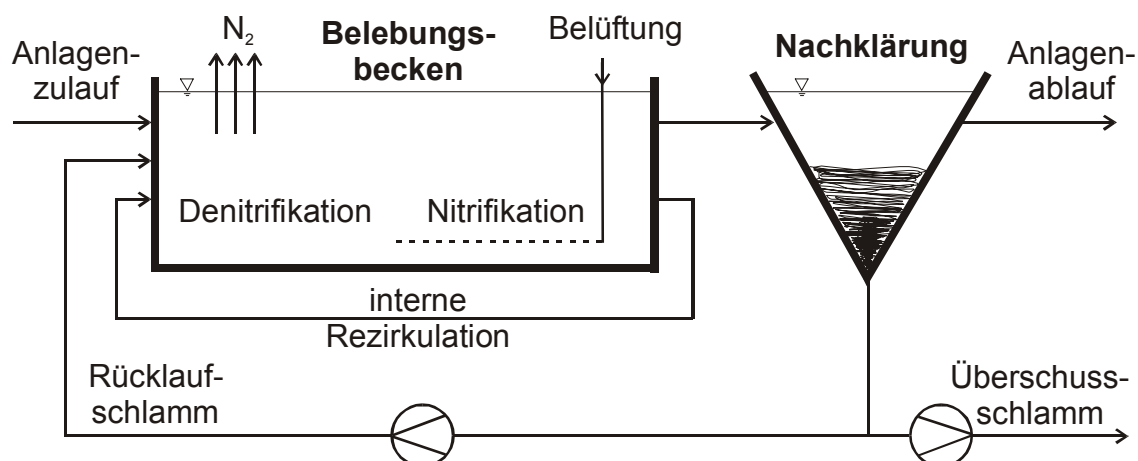 Anlagen-
zulauf
N₂
Belebungs-
becken
Belüftung
Nachklärung
Anlagen-
ablauf
Denitrifikation
Nitrifikation
interne
Rezirkulation
Rücklauf-
schlamm
Überschuss-
schlamm